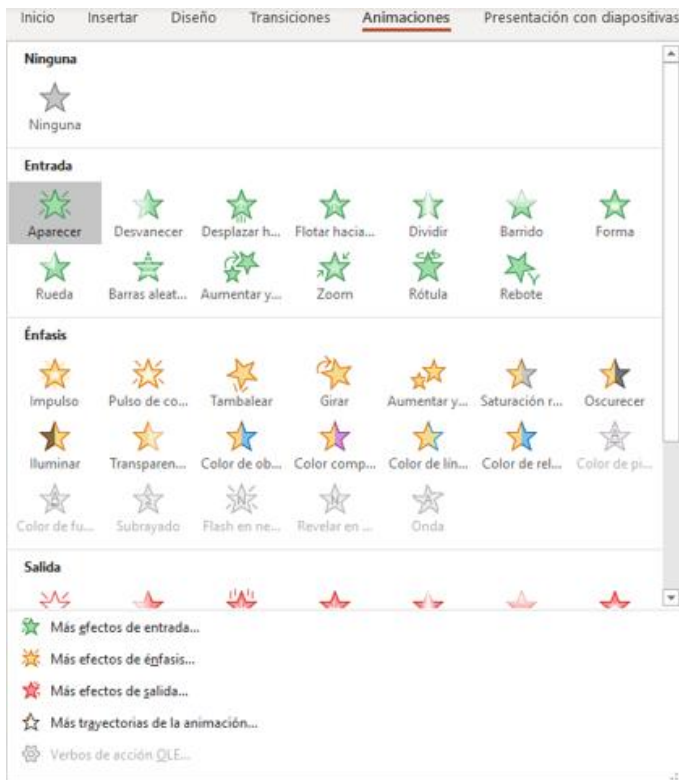 Inicio Insertar Diseño Transiciones Animaciones Presentación con diapositivas
Ninguna
Ninguna
Entrada
Aparecer Desvanecer Desplazar h... Flotar hacia... Dividir Barrido Forma
Rueda Barras aleat... Aumentar y... Zoom Rótula Rebote
Énfasis
Impulso Pulso de co... Tambalear Girar Aumentar y... Saturación r... Oscurecer
Iluminar Transparen... Color de ob... Color comp... Color de lín... Color de rel... Color de pi...
Color de fu... Subrayado Flash en ne... Revelar en ... Onda
Salida
Más efectos de entrada...
Más efectos de énfasis...
Más efectos de salida...
Más trayectorias de la animación...
Verbos de acción OLE...